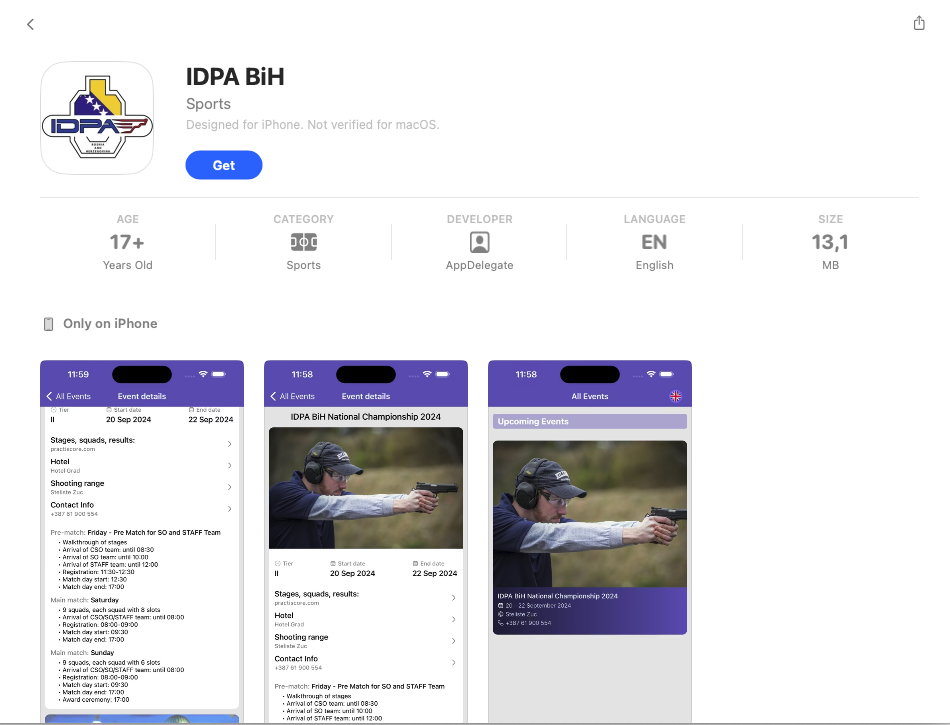 IDPA
BOSNIA
AND
HERZEGOVINA
IDPA BiH
Sports
Designed for iPhone. Not verified for macOS.
Get
AGE
17+
Years Old
CATEGORY
Sports
DEVELOPER
AppDelegate
LANGUAGE
EN
English
SIZE
13,1
MB
Only on iPhone
11:59
All Events
Event details
Tier
Start date
End date
II
20 Sep 2024
22 Sep 2024
Stages, squads, results:
practiscore.com
Hotel
Hotel Grad
Shooting range
Steliste Zuc
Contact Info
+387 61 900 554
Pre-match: Friday - Pre Match for SO and STAFF Team
• Walkthrough of stages
• Arrival of CSO team: until 08:30
• Arrival of SO team: until 10:00
• Arrival of STAFF team: until 12:00
• Registration: 11:30-12:30
• Match day start: 12:30
• Match day end: 17:00
Main match: Saturday
• 9 squads, each squad with 8 slots
• Arrival of CSO/SO/STAFF team: until 08:00
• Registration: 08:00-09:00
• Match day start: 09:30
• Match day end: 17:00
Main match: Sunday
• 9 squads, each squad with 6 slots
• Arrival of CSO/SO/STAFF team: until 08:00
• Registration: 08:00-09:00
• Match day start: 09:30
• Match day end: 17:00
• Award ceremony: 17:00
11:58
All Events
Event details
IDPA BiH National Championship 2024
Tier
Start date
End date
II
20 Sep 2024
22 Sep 2024
Stages, squads, results:
practiscore.com
Hotel
Hotel Grad
Shooting range
Steliste Zuc
Contact Info
+387 61 900 554
Pre-match: Friday - Pre Match for SO and STAFF Team
• Walkthrough of stages
• Arrival of CSO team: until 08:30
• Arrival of SO team: until 10:00
• Arrival of STAFF team: until 12:00
11:58
All Events
Upcoming Events
IDPA BiH National Championship 2024
20 - 22 September 2024
Steliste Zuc
+387 61 900 554